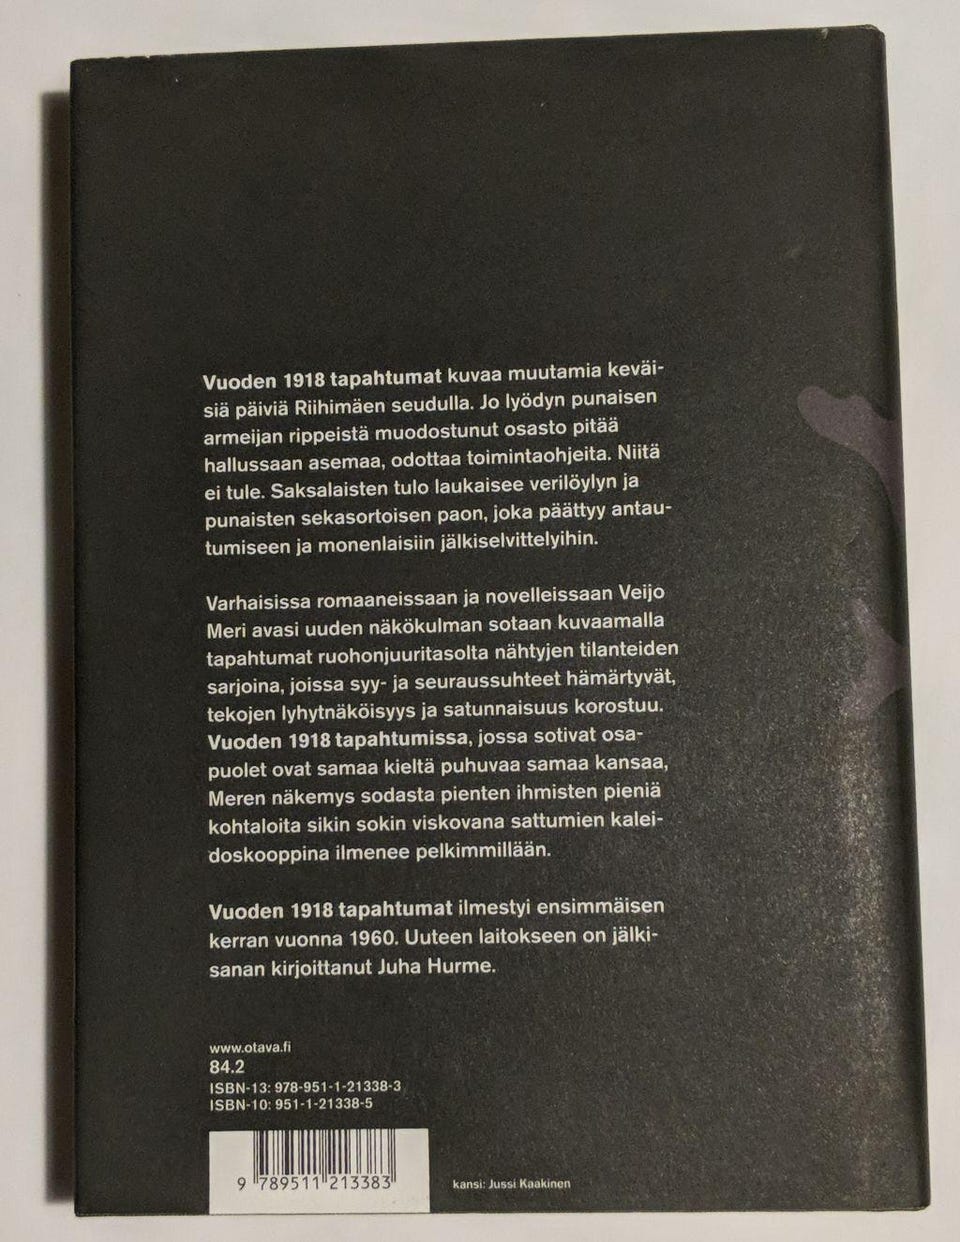 Vuoden 1918 tapahtumat kuvaa muutamia keväi-
siä päiviä Riihimäen seudulla. Jo lyödyn punaisen
armeijan rippeistä muodostunut osasto pitää
hallussaan asemaa, odottaa toimintaohjeita. Niitä
ei tule. Saksalaisten tulo laukaisee verilöylyn ja
punaisten sekasortoisen paon, joka päättyy antau-
tumiseen ja monenlaisiin jälkiselvittelyihin.
Varhaisissa romaaneissaan ja novelleissaan Veijo
Meri avasi uuden näkökulman sotaan kuvaamalla
tapahtumat ruohonjuuritasolta nähtyjen tilanteiden
sarjoina, joissa syy- ja seuraussuhteet hämärtyvät,
tekojen lyhytnäköisyys ja satunnaisuus korostuu.
Vuoden 1918 tapahtumissa, jossa sotivat osa-
puolet ovat samaa kieltä puhuvaa samaa kansaa,
Meren näkemys sodasta pienten ihmisten pieniä
kohtaloita sikin sokin viskovana sattumien kalei-
doskooppina ilmenee pelkimmillään.
Vuoden 1918 tapahtumat ilmestyi ensimmäisen
kerran vuonna 1960. Uuteen laitokseen on jälki-
sanan kirjoittanut Juha Hurme.
www.otava.fi
84.2
ISBN-13: 978-951-1-21338-3
ISBN-10: 951-1-21338-5
9 789511 213383
kansi: Jussi Kaakinen